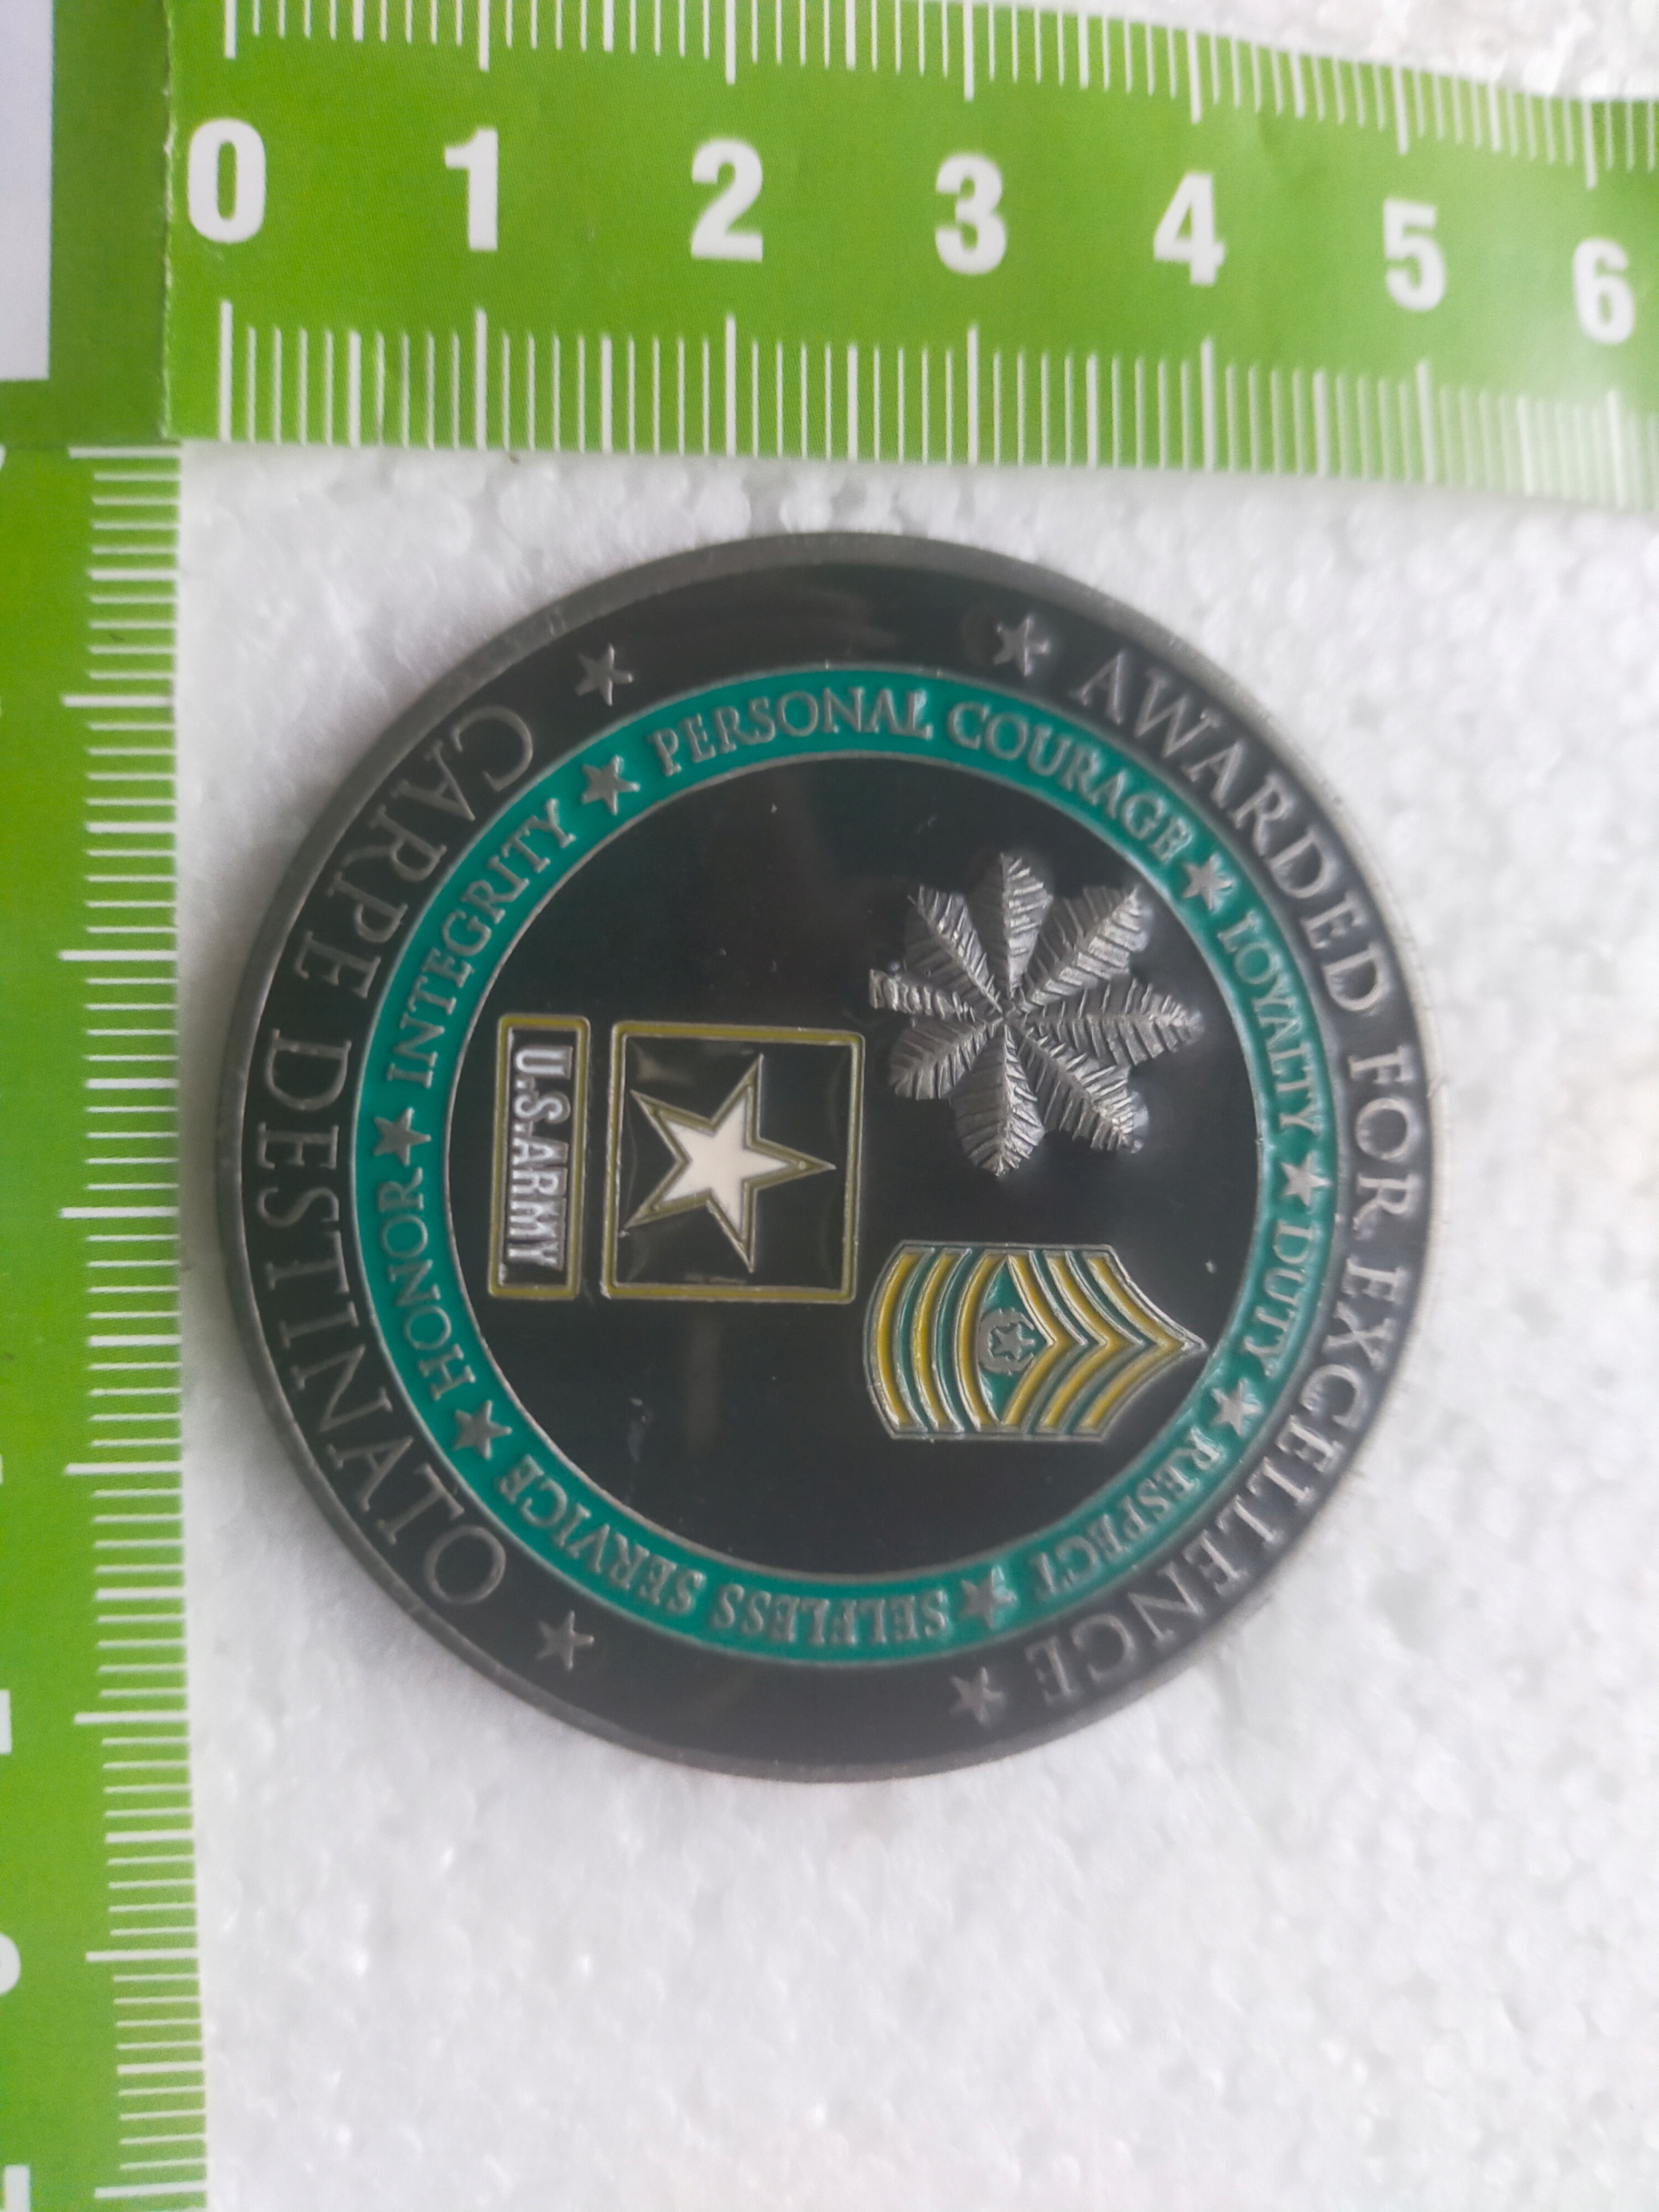 0 1 2 3 4 5 6
★ AWARDED FOR EXCELLENCE ★
★ CARPE DESTINATO ★
PERSONAL COURAGE ★ LOYALTY ★ DUTY ★ RESPECT ★ SELFLESS SERVICE ★ HONOR ★ INTEGRITY ★
U.S.ARMY